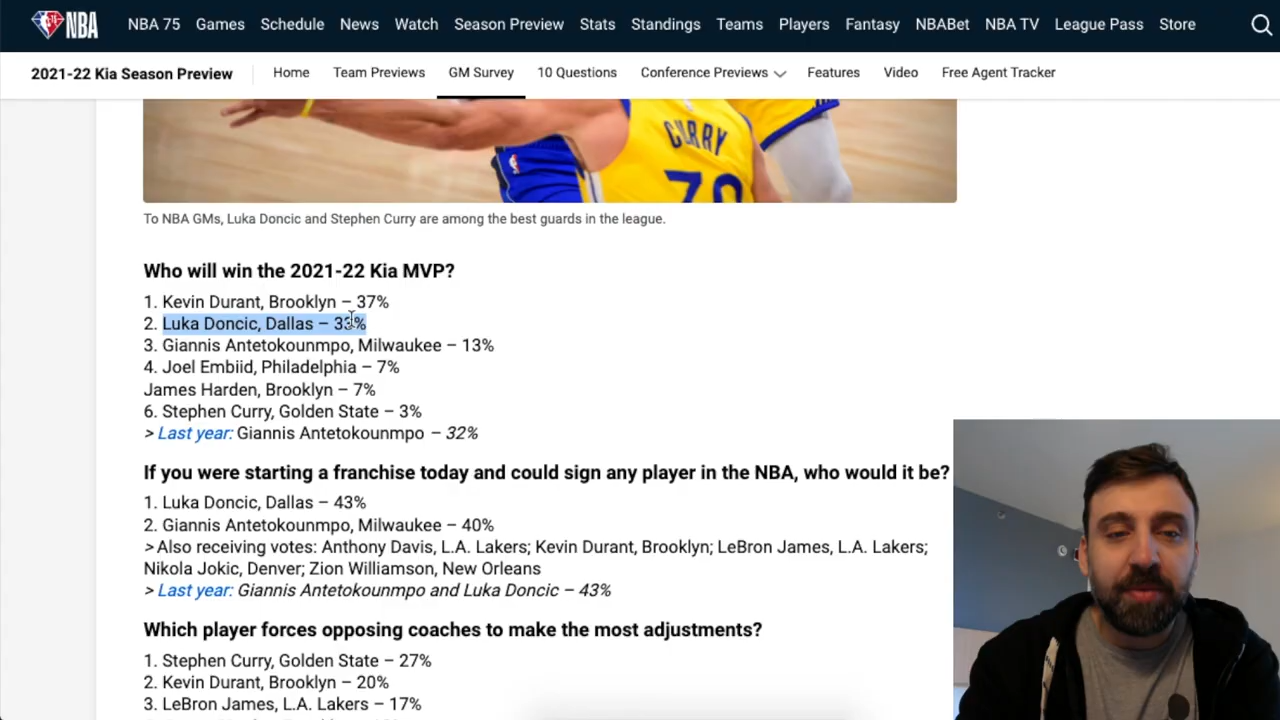 NBA NBA 75 Games Schedule News Watch Season Preview Stats Standings Teams Players Fantasy NBABet NBA TV League Pass Store
2021-22 Kia Season Preview Home Team Previews GM Survey 10 Questions Conference Previews Features Video Free Agent Tracker
CURRY
To NBA GMs, Luka Doncic and Stephen Curry are among the best guards in the league.
Who will win the 2021-22 Kia MVP?
1. Kevin Durant, Brooklyn – 37%
2. Luka Doncic, Dallas – 33%
3. Giannis Antetokounmpo, Milwaukee – 13%
4. Joel Embiid, Philadelphia – 7%
James Harden, Brooklyn – 7%
6. Stephen Curry, Golden State – 3%
> Last year: Giannis Antetokounmpo – 32%
If you were starting a franchise today and could sign any player in the NBA, who would it be?
1. Luka Doncic, Dallas – 43%
2. Giannis Antetokounmpo, Milwaukee – 40%
> Also receiving votes: Anthony Davis, L.A. Lakers; Kevin Durant, Brooklyn; LeBron James, L.A. Lakers;
Nikola Jokic, Denver; Zion Williamson, New Orleans
> Last year: Giannis Antetokounmpo and Luka Doncic – 43%
Which player forces opposing coaches to make the most adjustments?
1. Stephen Curry, Golden State – 27%
2. Kevin Durant, Brooklyn – 20%
3. LeBron James, L.A. Lakers – 17%